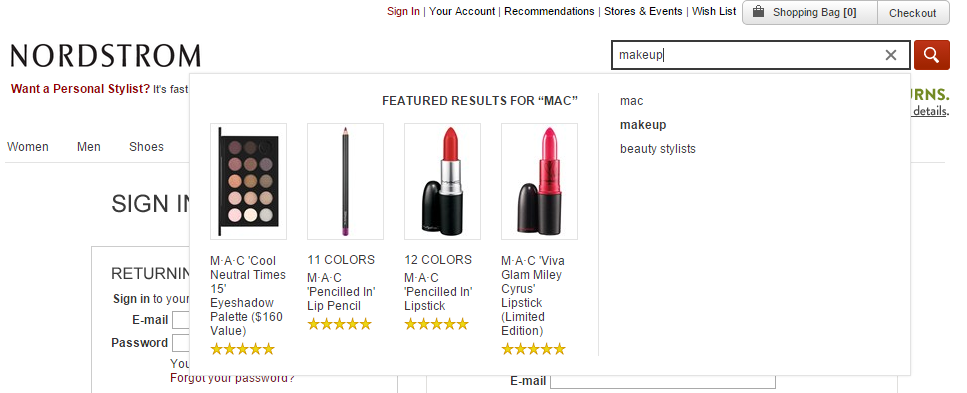 Sign In | Your Account | Recommendations | Stores & Events | Wish List
Shopping Bag [0]
Checkout
NORDSTROM
makeup
Want a Personal Stylist? It's fast
RNS.
details.
Women Men Shoes
FEATURED RESULTS FOR “MAC”
mac
makeup
beauty stylists
M·A·C 'Cool
Neutral Times
15'
Eyeshadow
Palette ($160
Value)
11 COLORS
M·A·C
'Pencilled In'
Lip Pencil
12 COLORS
M·A·C
'Pencilled In'
Lipstick
M·A·C 'Viva
Glam Miley
Cyrus'
Lipstick
(Limited
Edition)
SIGN IN
RETURNIN
Sign in to your
E-mail
Password
You
Forgot your password?
E-mail